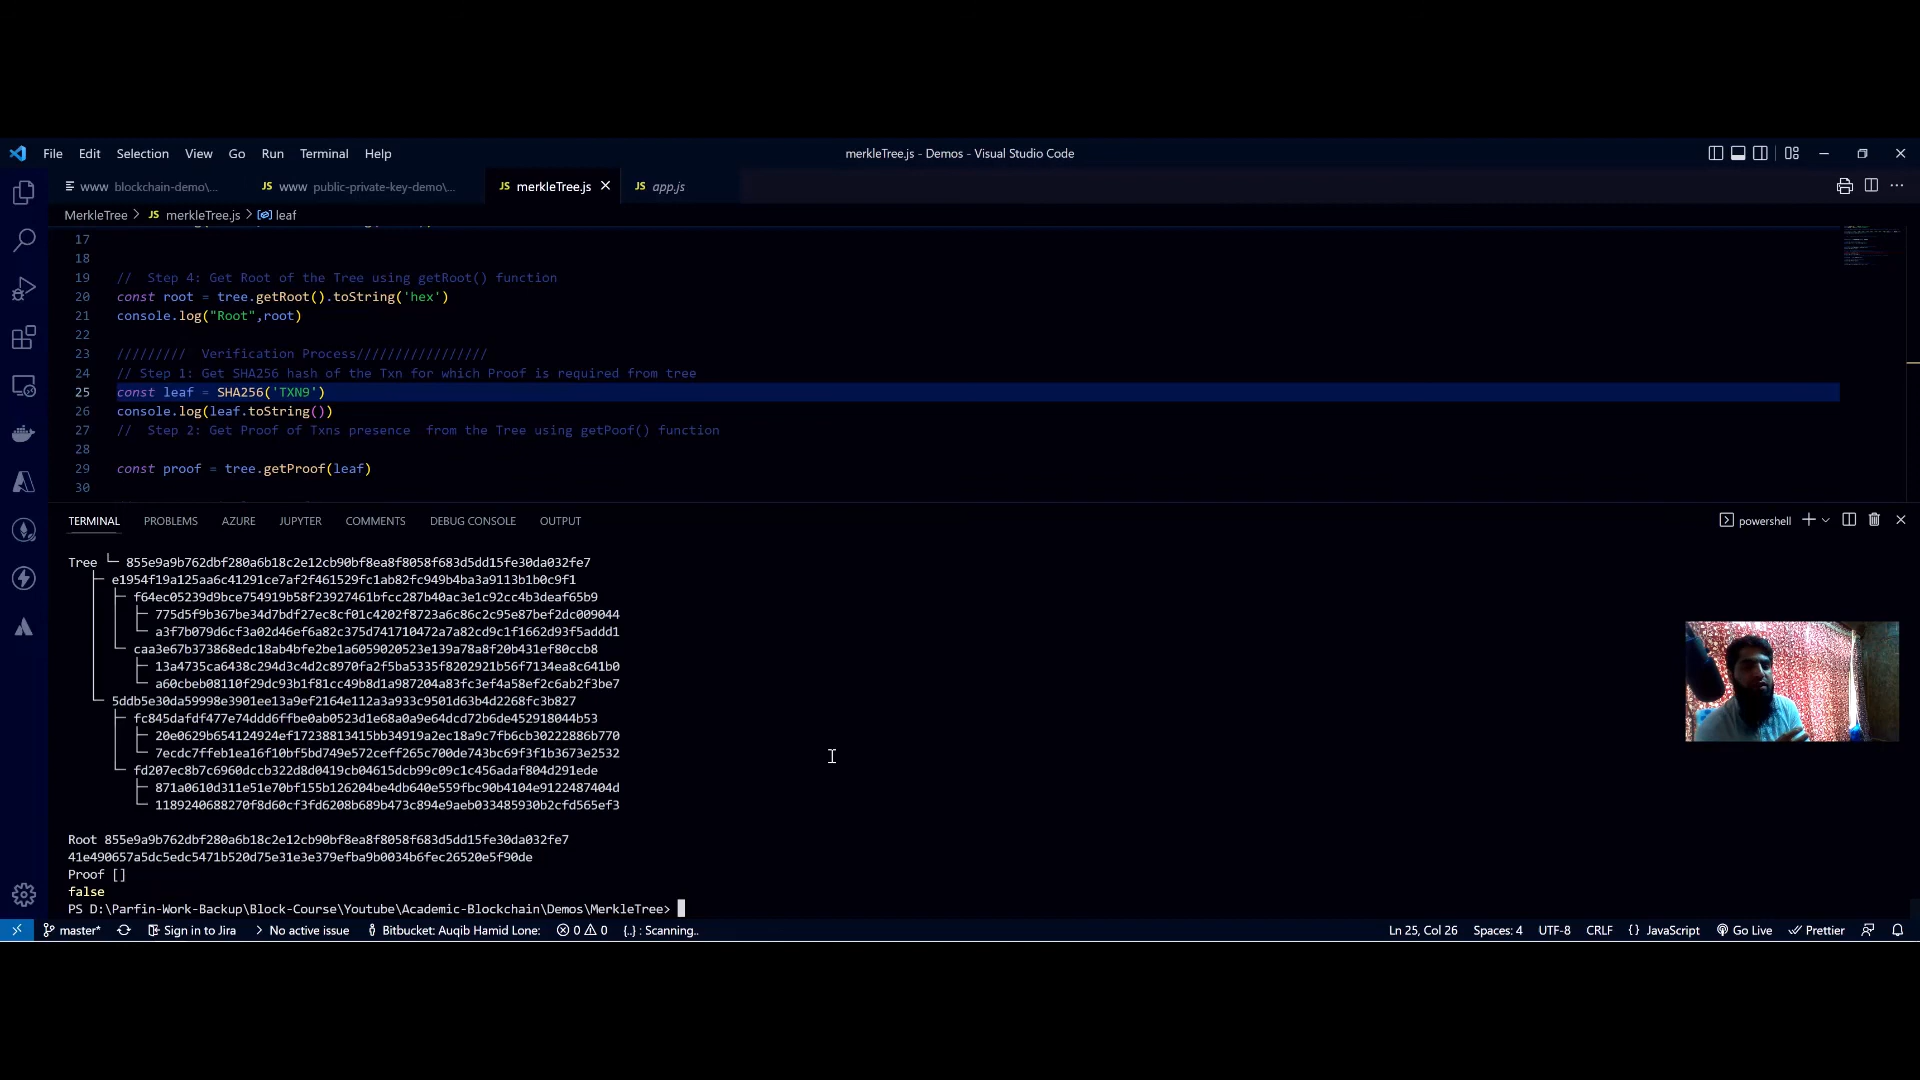 File Edit Selection View Go Run Terminal Help merkleTree.js - Demos - Visual Studio Code
www blockchain-demo\... JS www public-private-key-demo\... JS merkleTree.js JS app.js
MerkleTree > JS merkleTree.js > leaf
17
18
19 // Step 4: Get Root of the Tree using getRoot() function
20 const root = tree.getRoot().toString('hex')
21 console.log("Root",root)
22
23 ///////// Verification Process/////////////////
24 // Step 1: Get SHA256 hash of the Txn for which Proof is required from tree
25 const leaf = SHA256('TXN9')
26 console.log(leaf.toString())
27 // Step 2: Get Proof of Txns presence from the Tree using getPoof() function
28
29 const proof = tree.getProof(leaf)
30
TERMINAL PROBLEMS AZURE JUPYTER COMMENTS DEBUG CONSOLE OUTPUT powershell
Tree └─ 855e9a9b762dbf280a6b18c2e12cb90bf8ea8f8058f683d5dd15fe30da032fe7
├─ e1954f19a125aa6c41291ce7af2f461529fc1ab82fc949b4ba3a9113b1b0c9f1
│ ├─ f64ec05239d9bce754919b58f23927461bfcc287b40ac3e1c92cc4b3deaf65b9
│ │ ├─ 775d5f9b367be34d7bdf27ec8cf01c4202f8723a6c86c2c95e87bef2dc009044
│ │ └─ a3f7b079d6cf3a02d46ef6a82c375d741710472a7a82cd9c1f1662d93f5addd1
│ └─ caa3e67b373868edc18ab4bfe2be1a6059020523e139a78a8f20b431ef80ccb8
│ ├─ 13a4735ca6438c294d3c4d2c8970fa2f5ba5335f8202921b56f7134ea8c641b0
│ └─ a60cbeb08110f29dc93b1f81cc49b8d1a987204a83fc3ef4a58ef2c6ab2f3be7
└─ 5ddb5e30da59998e3901ee13a9ef2164e112a3a933c9501d63b4d2268fc3b827
├─ fc845dafdf477e74ddd6ffbe0ab0523d1e68a0a9e64dcd72b6de452918044b53
│ ├─ 20e0629b654124924ef17238813415bb34919a2ec18a9c7fb6cb30222886b770
│ └─ 7ecdc7ffeb1ea16f10bf5bd749e572ceff265c700de743bc69f3f1b3673e2532
└─ fd207ec8b7c6960dccb322d8d0419cb04615dcb99c09c1c456adaf804d291ede
├─ 871a0610d311e51e70bf155b126204be4db640e559fbc90b4104e9122487404d
└─ 1189240688270f8d60cf3fd6208b689b473c894e9aeb033485930b2cfd565ef3
Root 855e9a9b762dbf280a6b18c2e12cb90bf8ea8f8058f683d5dd15fe30da032fe7
41e490657a5dc5edc5471b520d75e31e3e379efba9b0034b6fec26520e5f90de
Proof []
false
PS D:\Parfin-Work-Backup\Block-Course\Youtube\Academic-Blockchain\Demos\MerkleTree>
master* Sign in to Jira > No active issue Bitbucket: Auqib Hamid Lone: 0 0 {..} : Scanning.. Ln 25, Col 26 Spaces: 4 UTF-8 CRLF {} JavaScript Go Live Prettier